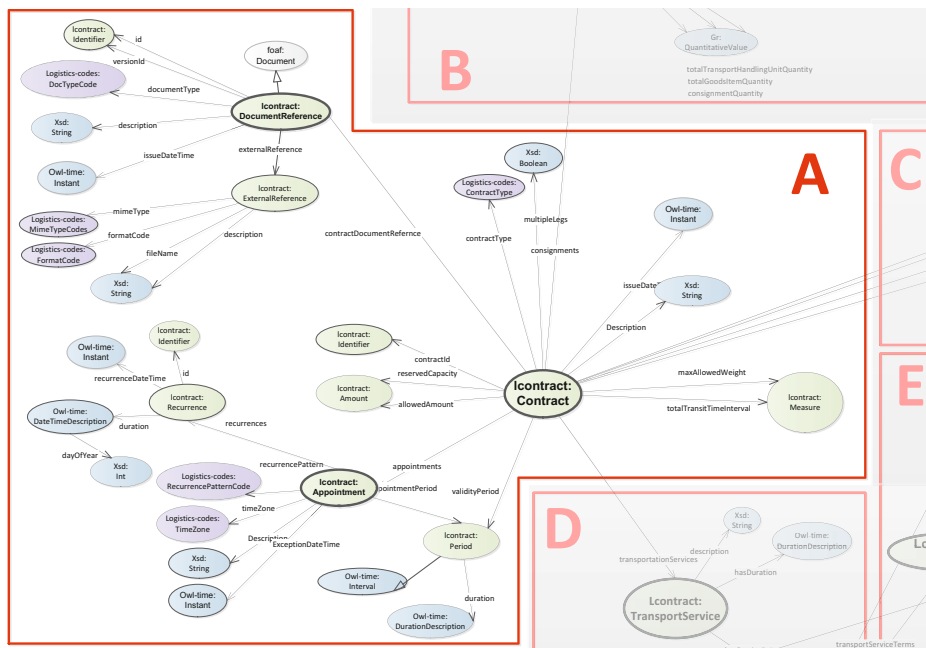 lcontract:
Identifier
id
versionId
foaf:
Document
Logistics-codes:
DocTypeCode
documentType
lcontract:
DocumentReference
Xsd:
String
description
issueDateTime
Owl-time:
Instant
externalReference
lcontract:
ExternalReference
mimeType
Logistics-codes:
MimeTypeCodes
formatCode
description
Logistics-codes:
FormatCode
fileName
Xsd:
String
contractDocumentRefernce
B
Gr:
QuantitativeValue
totalTransportHandlingUnitQuantity
totalGoodsItemQuantity
consignmentQuantity
A
C
Xsd:
Boolean
Logistics-codes:
ContractType
multipleLegs
contractType
consignments
Owl-time:
Instant
issueDate
Xsd:
String
Description
lcontract:
Identifier
contractId
reservedCapacity
lcontract:
Amount
allowedAmount
lcontract:
Contract
maxAllowedWeight
totalTransitTimeInterval
lcontract:
Measure
E
lcontract:
Identifier
Owl-time:
Instant
id
recurrenceDateTime
lcontract:
Recurrence
Owl-time:
DateTimeDescription
duration
recurrences
dayOfYear
Xsd:
Int
recurrencePattern
appointments
Logistics-codes:
RecurrencePatternCode
lcontract:
Appointment
pointmentPeriod
validityPeriod
timeZone
Logistics-codes:
TimeZone
Description
ExceptionDateTime
Xsd:
String
Owl-time:
Instant
lcontract:
Period
Owl-time:
Interval
duration
Owl-time:
DurationDescription
D
Xsd:
String
Owl-time:
DurationDescription
description
transportationServices
hasDuration
Lcontract:
TransportService
Lc
transportServiceTerms